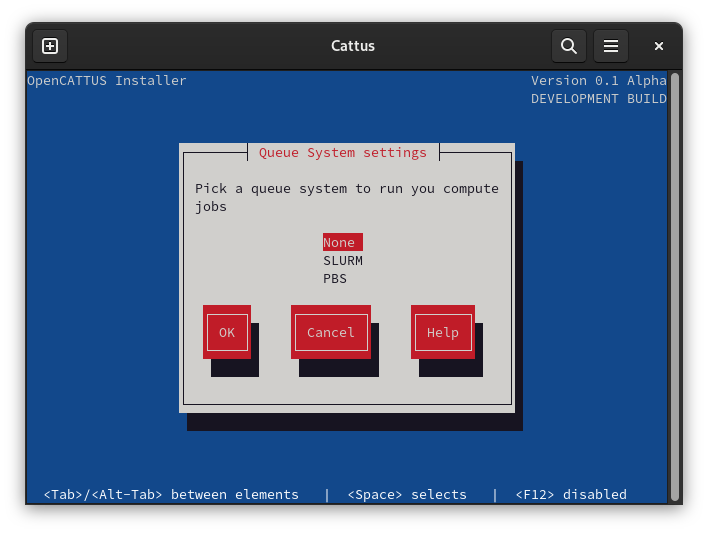 Cattus
OpenCATTUS Installer
Version 0.1 Alpha
DEVELOPMENT BUILD
Queue System settings
Pick a queue system to run you compute
jobs
None
SLURM
PBS
OK Cancel Help
<Tab>/<Alt-Tab> between elements | <Space> selects | <F12> disabled